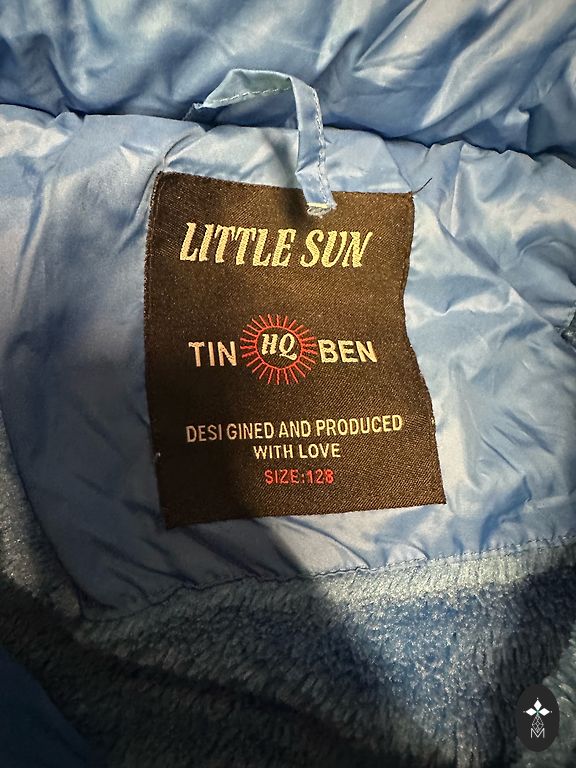 LITTLE SUN
TIN HQ BEN
DESI GINED AND PRODUCED
WITH LOVE
SIZE:128
M